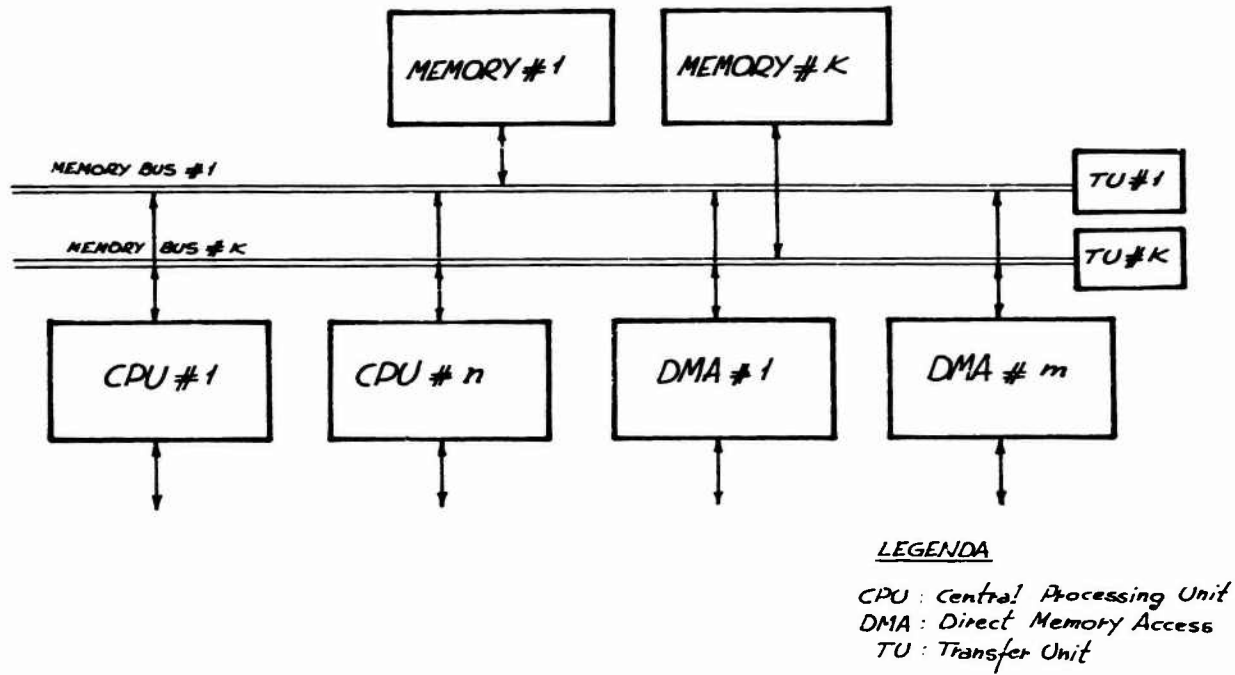 MEMORY #1
MEMORY #K
MEMORY BUS #1
TU #1
MEMORY BUS #K
TU #K
CPU #1
CPU # n
DMA #1
DMA # m
LEGENDA
CPU : Central Processing Unit
DMA : Direct Memory Access
TU : Transfer Unit